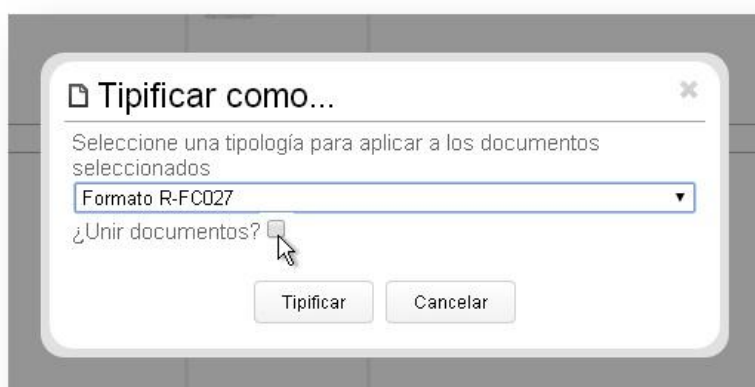 Tipificar como...
Seleccione una tipología para aplicar a los documentos
seleccionados
Formato R-FC027
¿Unir documentos?
Tipificar Cancelar